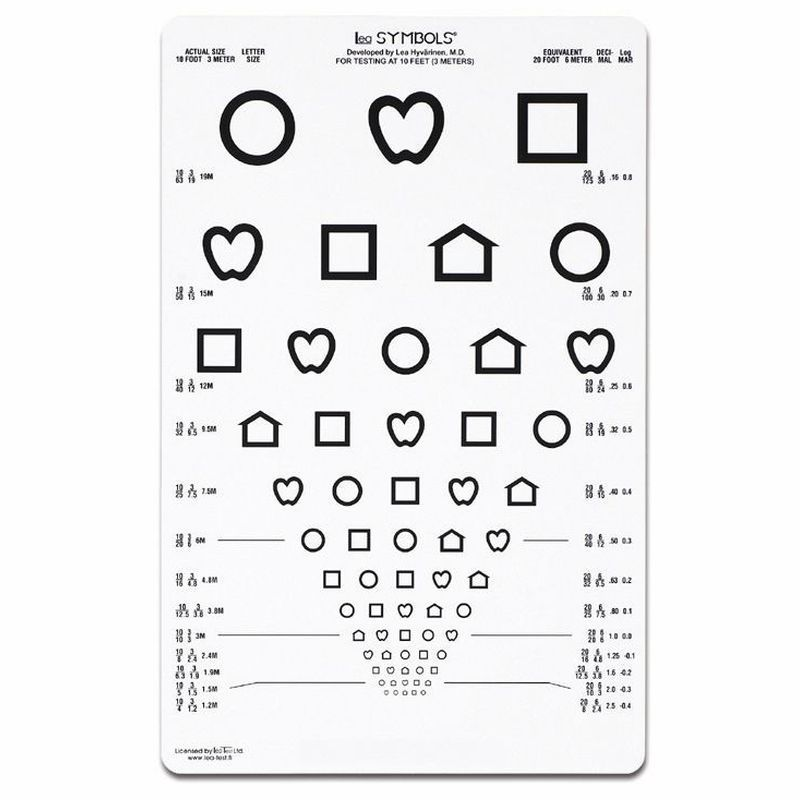 Lea SYMBOLS®
Developed by Lea Hyvärinen, M.D.
FOR TESTING AT 10 FEET (3 METERS)
ACTUAL SIZE LETTER
10 FOOT 3 METER SIZE
EQUIVALENT DECI- Log
20 FOOT 6 METER MAL MAR
10/63 3/19 19M 20/125 6/38 .16 0.8
10/50 3/15 15M 20/100 6/30 .20 0.7
10/40 3/12 12M 20/80 6/24 .25 0.6
10/32 3/9.5 9.5M 20/63 6/19 .32 0.5
10/25 3/7.5 7.5M 20/50 6/15 .40 0.4
10/20 3/6 6M 20/40 6/12 .50 0.3
10/16 3/4.8 4.8M 20/32 6/9.5 .63 0.2
10/12.5 3/3.8 3.8M 20/25 6/7.5 .80 0.1
10/10 3/3 3M 20/20 6/6 1.0 0.0
10/8 3/2.4 2.4M 20/16 6/4.8 1.25 -0.1
10/6.3 3/1.9 1.9M 20/12.5 6/3.8 1.6 -0.2
10/5 3/1.5 1.5M 20/10 6/3 2.0 -0.3
10/4 3/1.2 1.2M 20/8 6/2.4 2.5 -0.4
Licensed by Lea Test Ltd.
www.lea-test.fi